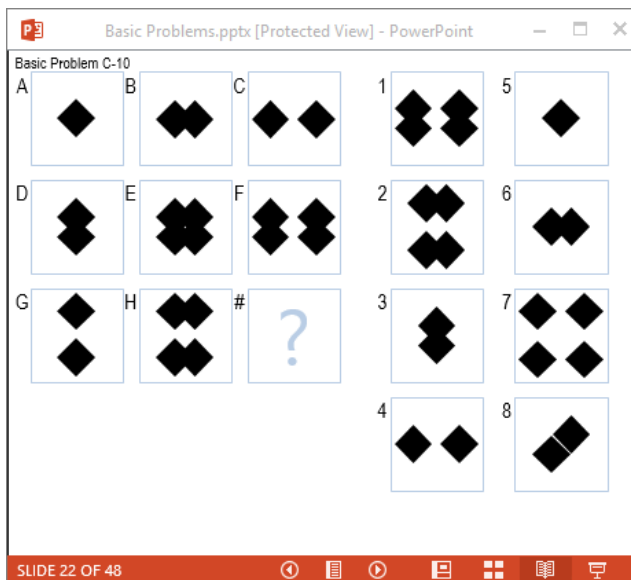 Basic Problems.pptx [Protected View] - PowerPoint
Basic Problem C-10
A B C 1 5
D E F 2 6
G H # ? 3 7
4 8
SLIDE 22 OF 48